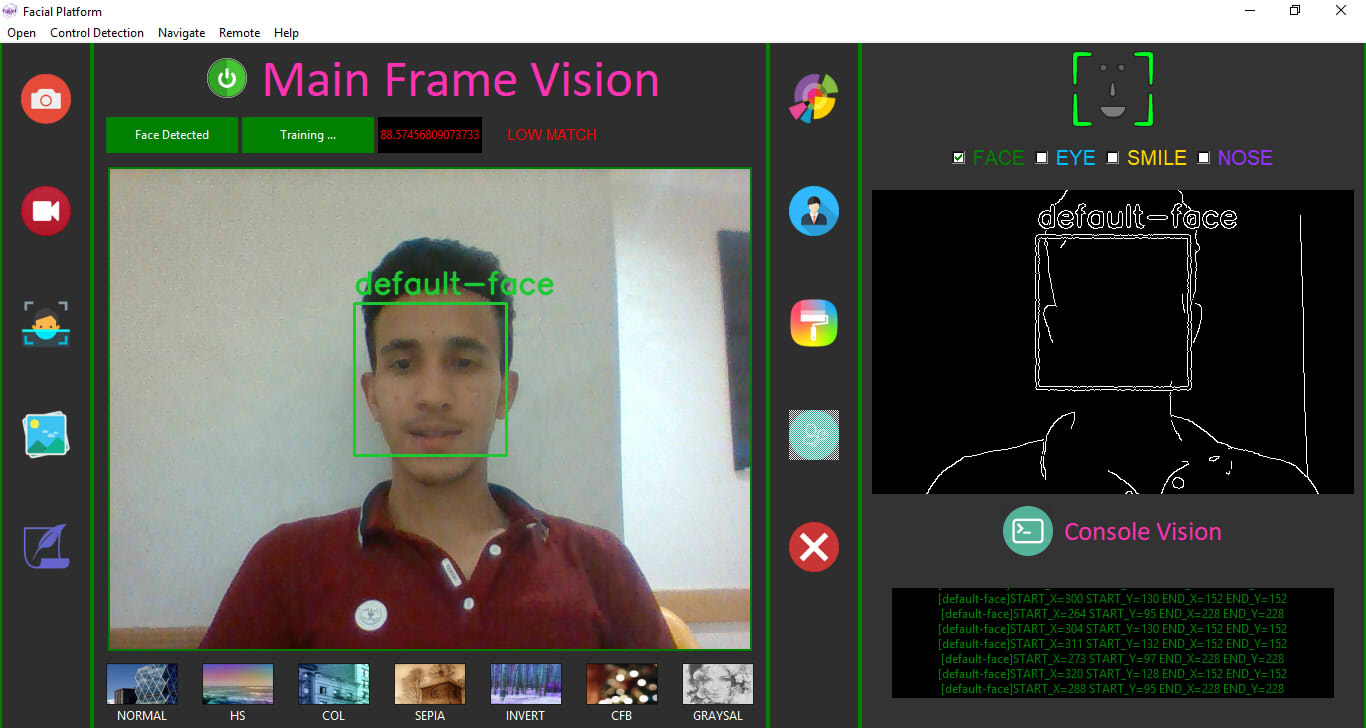 Facial Platform
Open Control Detection Navigate Remote Help
Main Frame Vision
Face Detected
Training ...
88.57456809073733
LOW MATCH
default-face
NORMAL
HS
COL
SEPIA
INVERT
CFB
GRAYSAL
FACE EYE SMILE NOSE
default-face
Console Vision
[default-face]START_X=300 START_Y=130 END_X=152 END_Y=152
[default-face]START_X=264 START_Y=95 END_X=228 END_Y=228
[default-face]START_X=304 START_Y=130 END_X=152 END_Y=152
[default-face]START_X=311 START_Y=132 END_X=152 END_Y=152
[default-face]START_X=273 START_Y=97 END_X=228 END_Y=228
[default-face]START_X=320 START_Y=128 END_X=152 END_Y=152
[default-face]START_X=288 START_Y=95 END_X=228 END_Y=228